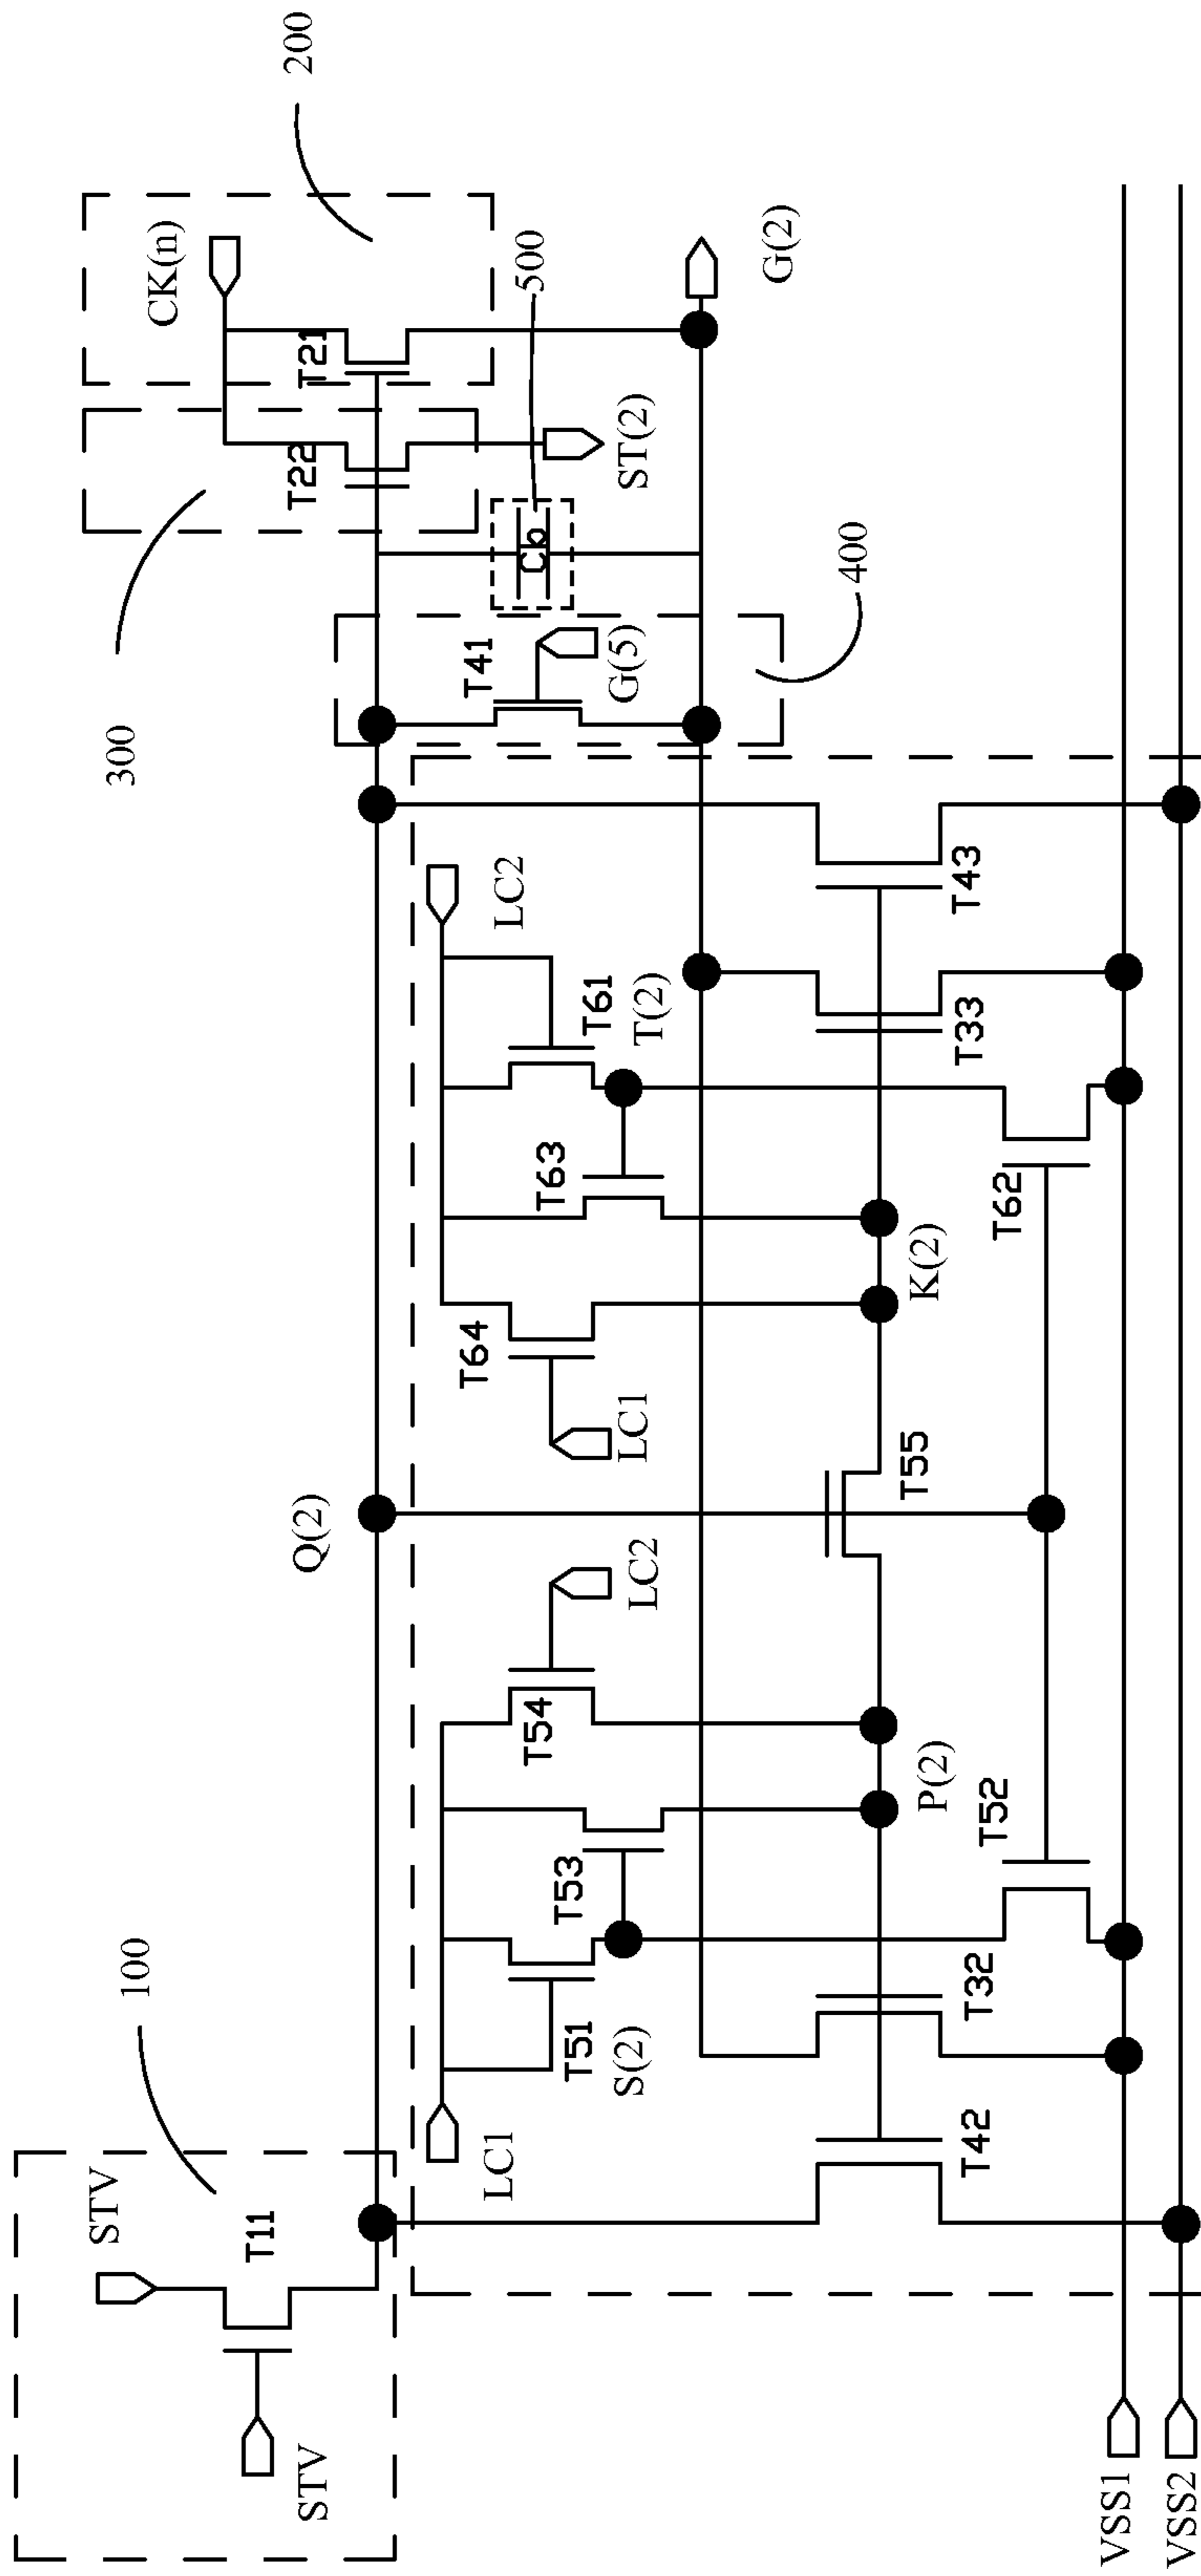 STV
STV
T11
100
Q(2)
300
T22
T21
CK(n)
200
LC1
T51
S(2)
T53
T54
LC2
LC1
T64
T63
T61
T(2)
LC2
T41
G(5)
Cb
500
ST(2)
G(2)
400
T42
T32
P(2)
T52
T55
K(2)
T62
T33
T43
VSS1
VSS2